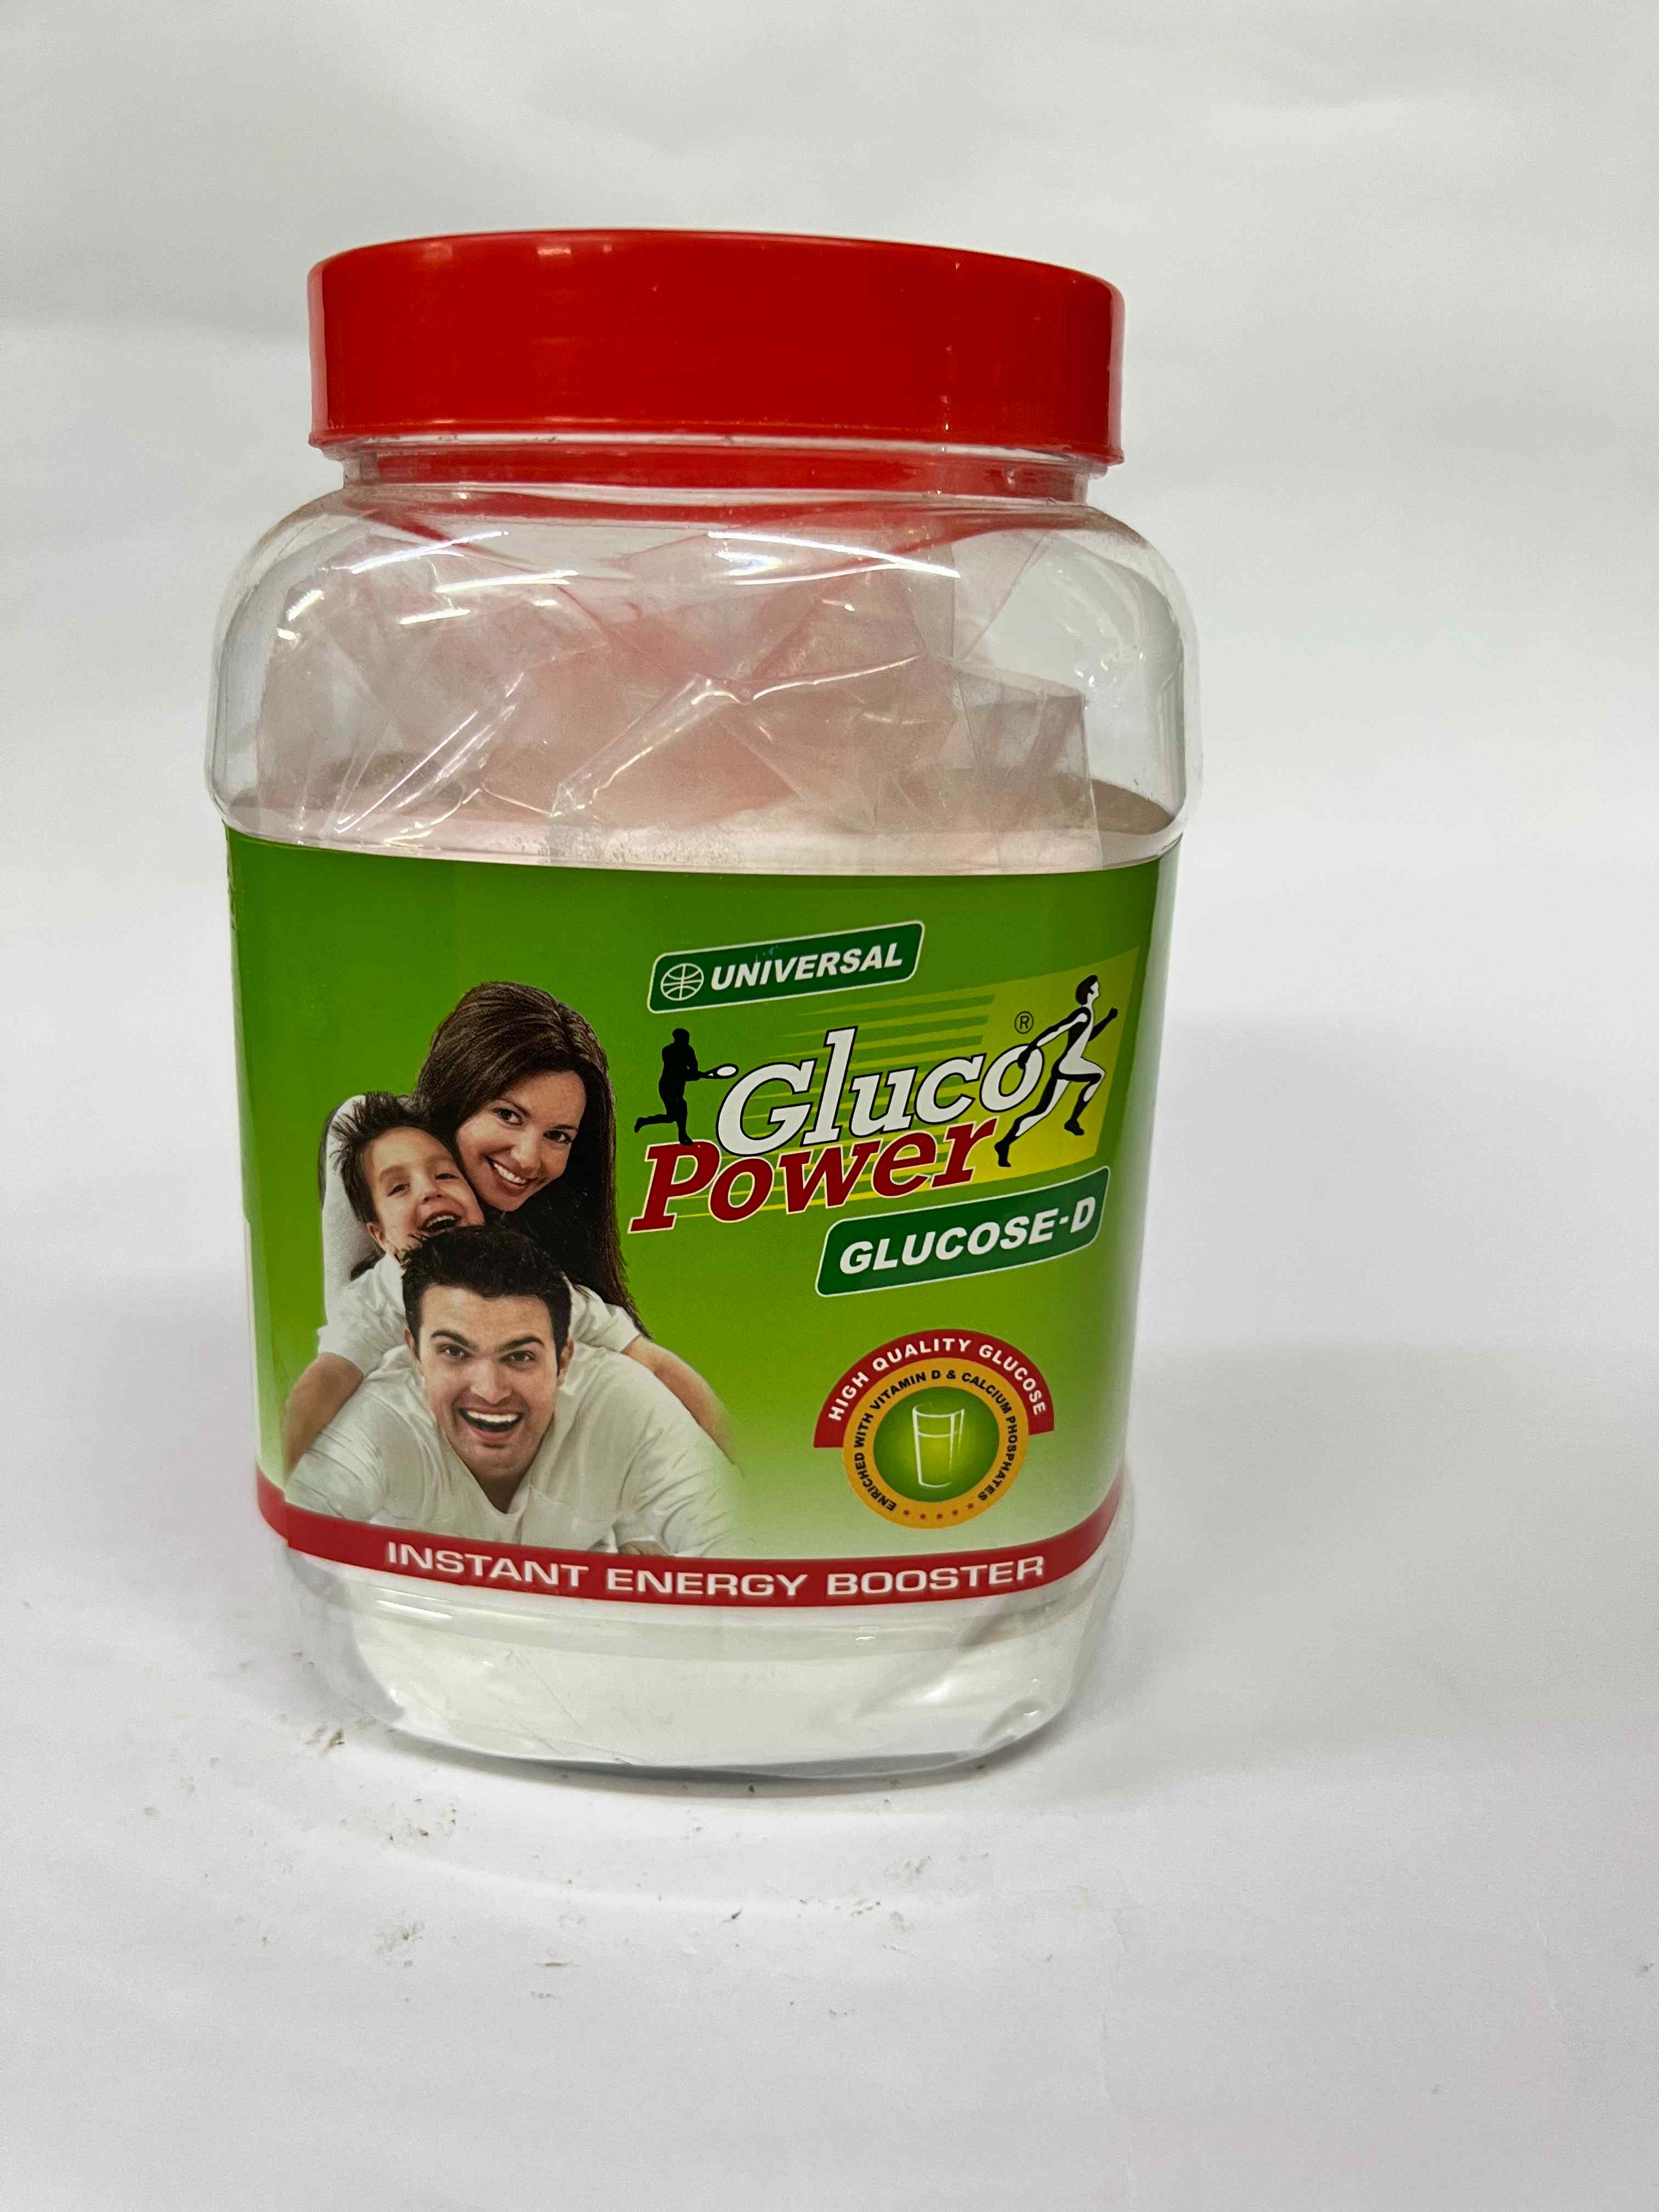 UNIVERSAL
Gluco®
Power
GLUCOSE-D
HIGH QUALITY GLUCOSE
ENRICHED WITH VITAMIN D & CALCIUM PHOSPHATES
INSTANT ENERGY BOOSTER